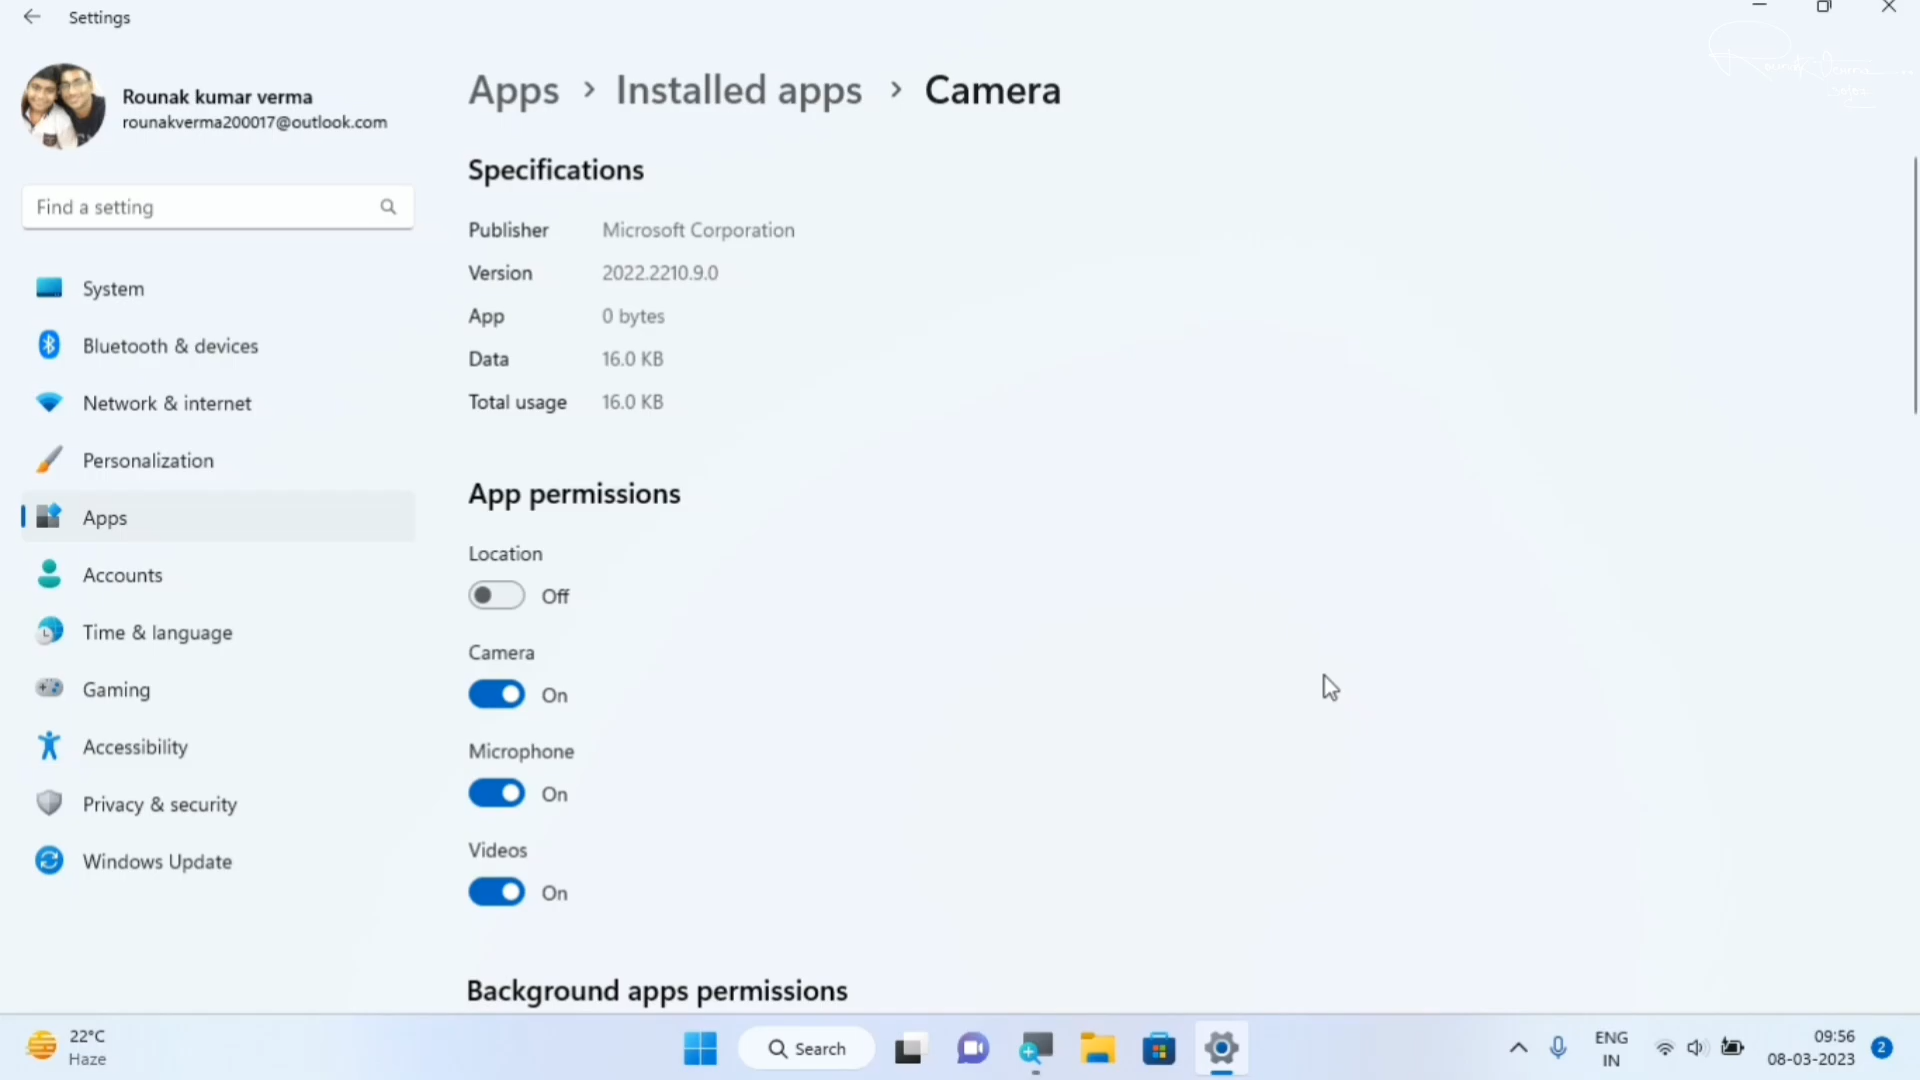 Settings
Rounak kumar verma
rounakverma200017@outlook.com
Find a setting
System
Bluetooth & devices
Network & internet
Personalization
Apps
Accounts
Time & language
Gaming
Accessibility
Privacy & security
Windows Update
Apps > Installed apps > Camera
Specifications
Publisher Microsoft Corporation
Version 2022.2210.9.0
App 0 bytes
Data 16.0 KB
Total usage 16.0 KB
App permissions
Location
Off
Camera
On
Microphone
On
Videos
On
Background apps permissions
22°C
Haze
Search
ENG
IN
09:56
08-03-2023
2